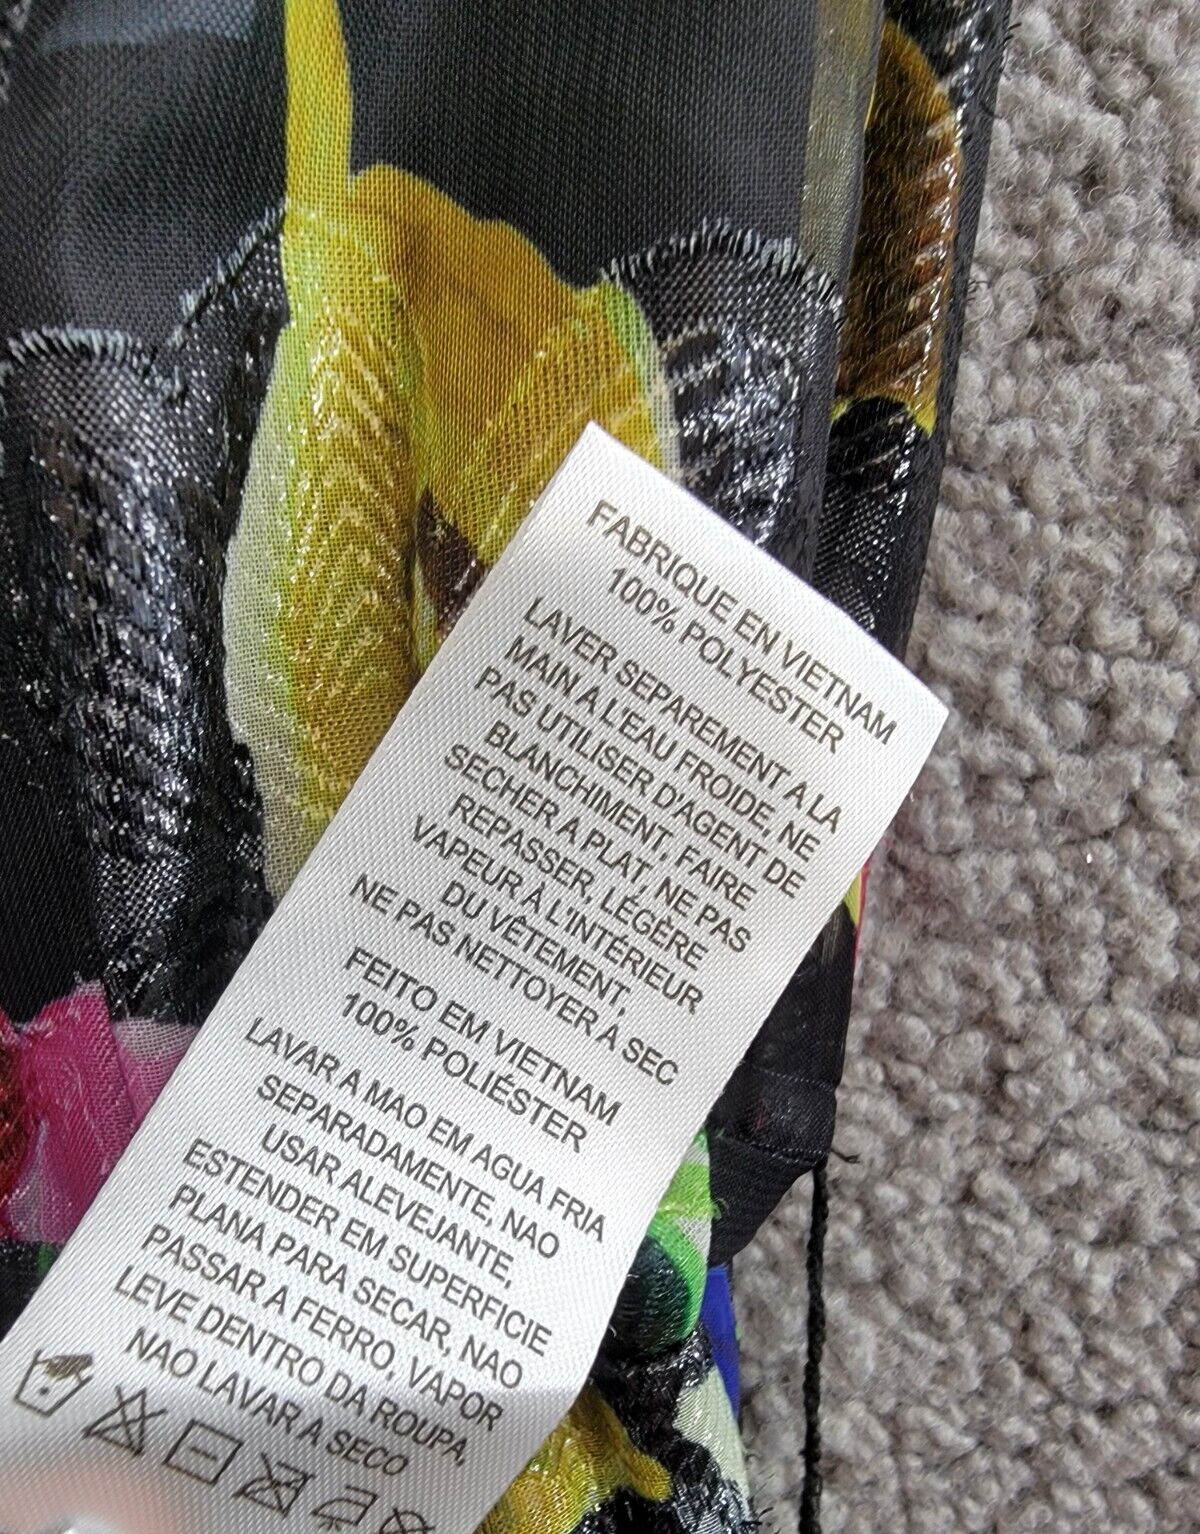 FABRIQUE EN VIETNAM
100% POLYESTER
LAVER SEPAREMENT A LA
MAIN A L'EAU FROIDE, NE
PAS UTILISER D'AGENT DE
BLANCHIMENT, FAIRE
SECHER A PLAT, NE PAS
REPASSER, LÉGÈRE
VAPEUR À L'INTÉRIEUR
DU VÊTEMENT,
NE PAS NETTOYER À SEC
FEITO EM VIETNAM
100% POLIÉSTER
LAVAR A MAO EM AGUA FRIA
SEPARADAMENTE, NAO
USAR ALEVEJANTE,
ESTENDER EM SUPERFICIE
PLANA PARA SECAR, NAO
PASSAR A FERRO, VAPOR
LEVE DENTRO DA ROUPA,
NAO LAVAR A SECO